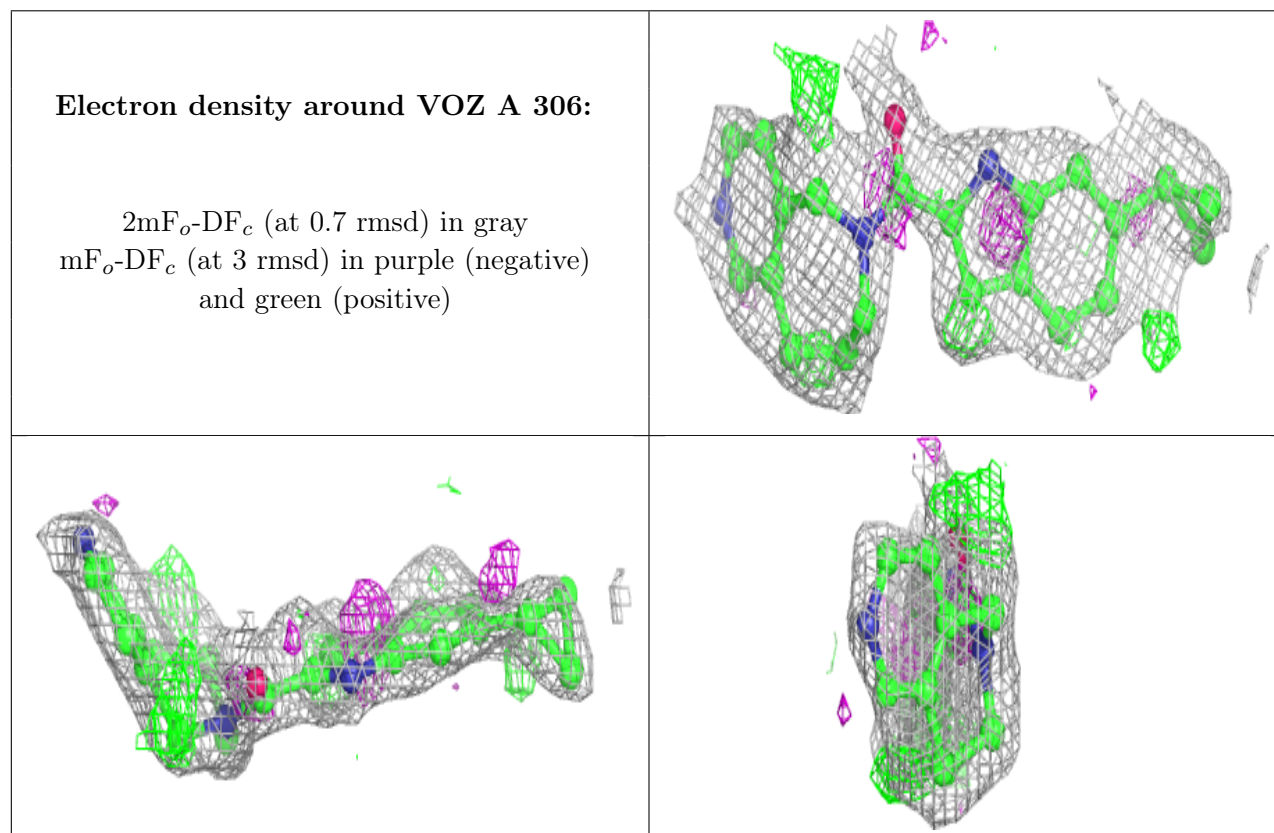 Electron density around VOZ A 306:
2mFo-DFc (at 0.7 rmsd) in gray
mFo-DFc (at 3 rmsd) in purple (negative)
and green (positive)